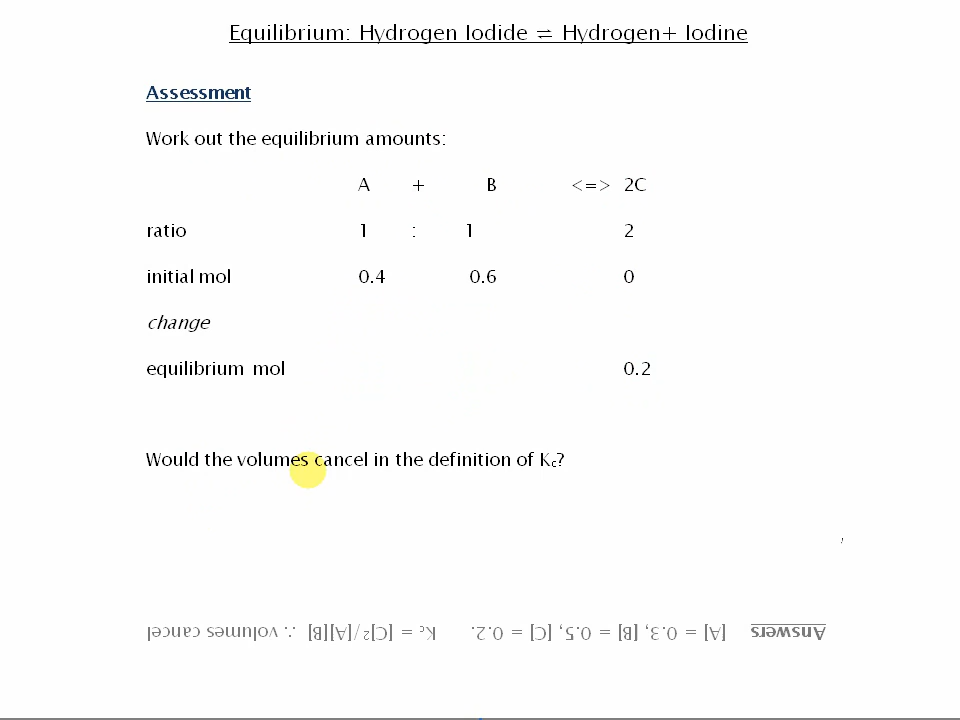 Equilibrium: Hydrogen Iodide ⇌ Hydrogen+ Iodine
Assessment
Work out the equilibrium amounts:
A + B <=> 2C
ratio 1 : 1 2
initial mol 0.4 0.6 0
change
equilibrium mol 0.2
Would the volumes cancel in the definition of Kc?
,
Answers [A] = 0.3, [B] = 0.5, [C] = 0.2. Kc = [C]²/[A][B] ∴ volumes cancel